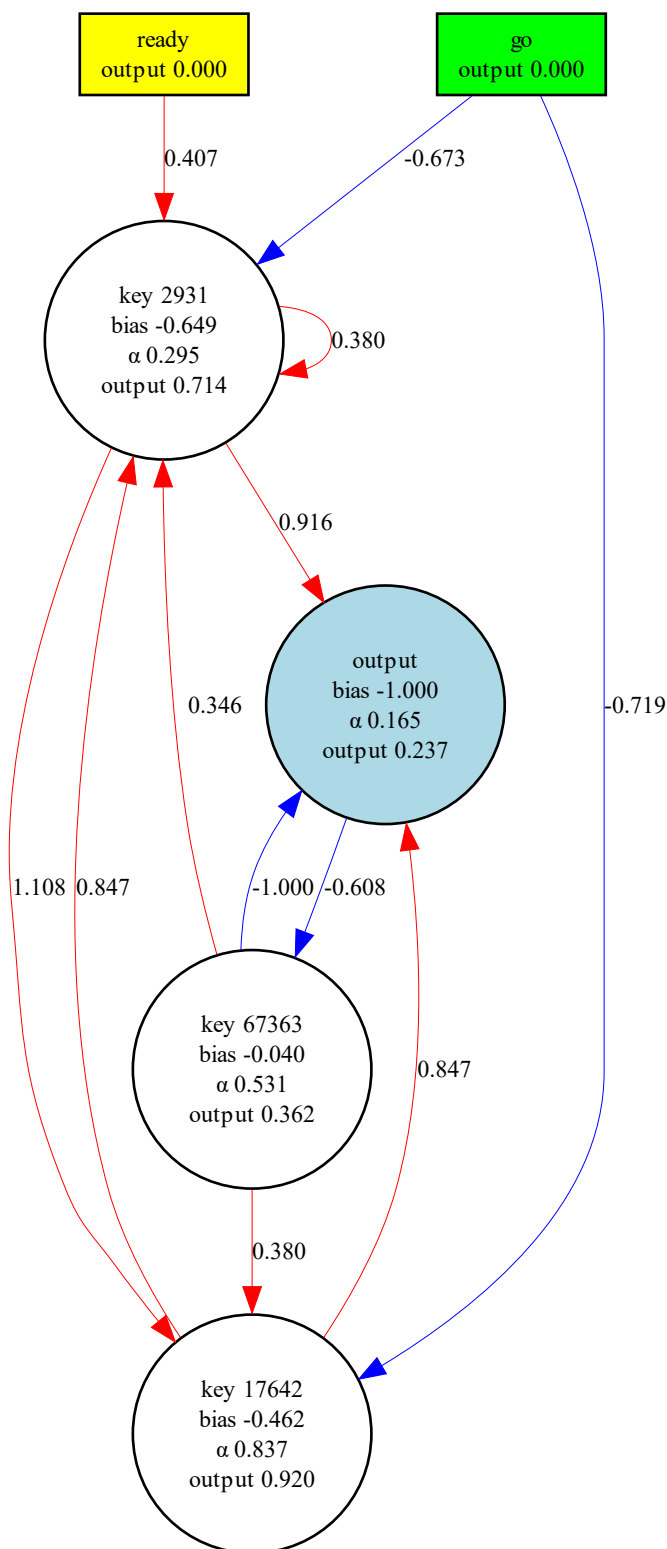 ready
output 0.000
go
output 0.000
0.407
-0.673
key 2931
bias -0.649
α 0.295
output 0.714
0.380
0.916
output
bias -1.000
α 0.165
output 0.237
0.346
-0.719
1.108
0.847
-1.000
-0.608
key 67363
bias -0.040
α 0.531
output 0.362
0.847
0.380
key 17642
bias -0.462
α 0.837
output 0.920